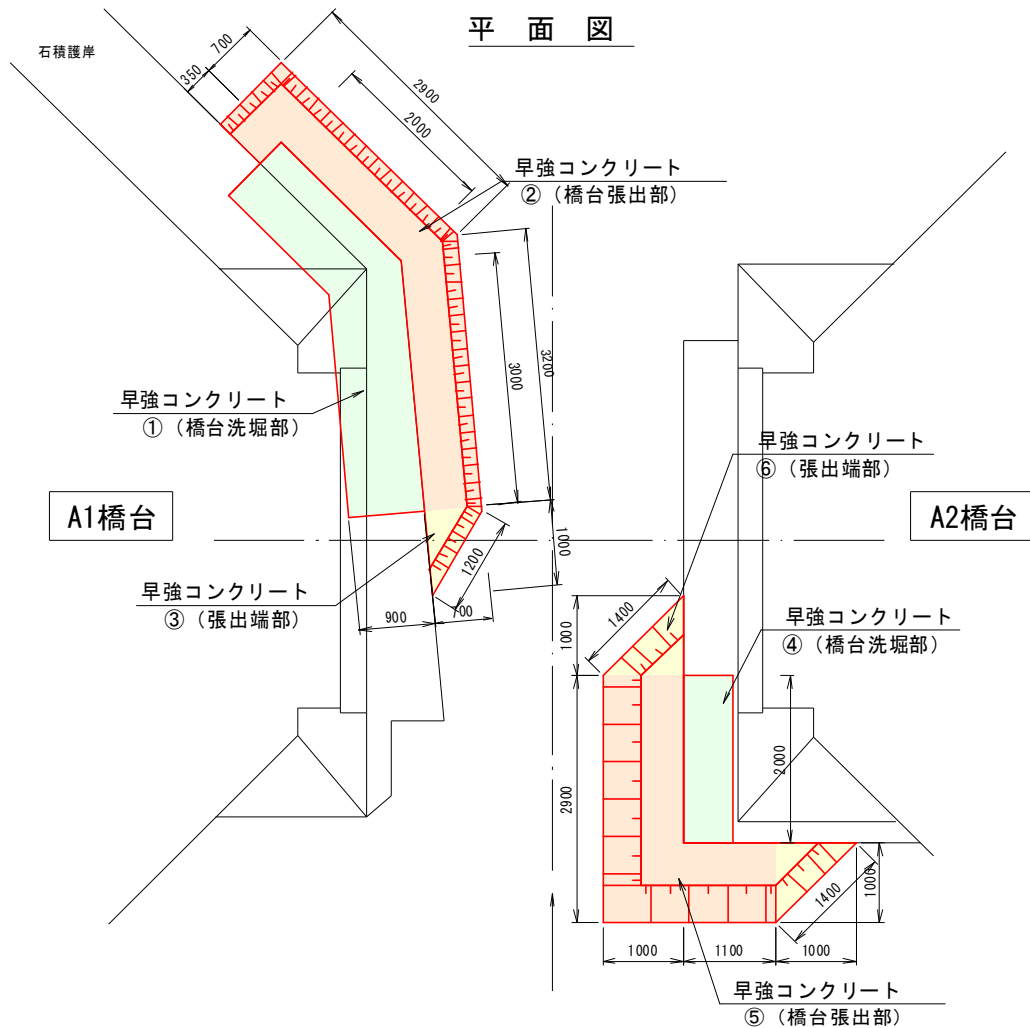 平面図
石積護岸
350
700
2900
2000
早強コンクリート
②（橋台張出部）
3200
3000
早強コンクリート
①（橋台洗堀部）
早強コンクリート
⑥（張出端部）
A1橋台
A2橋台
1000
1200
早強コンクリート
③（張出端部）
900
700
1000
1400
早強コンクリート
④（橋台洗堀部）
2900
2000
1000
1400
1000
1100
1000
早強コンクリート
⑤（橋台張出部）